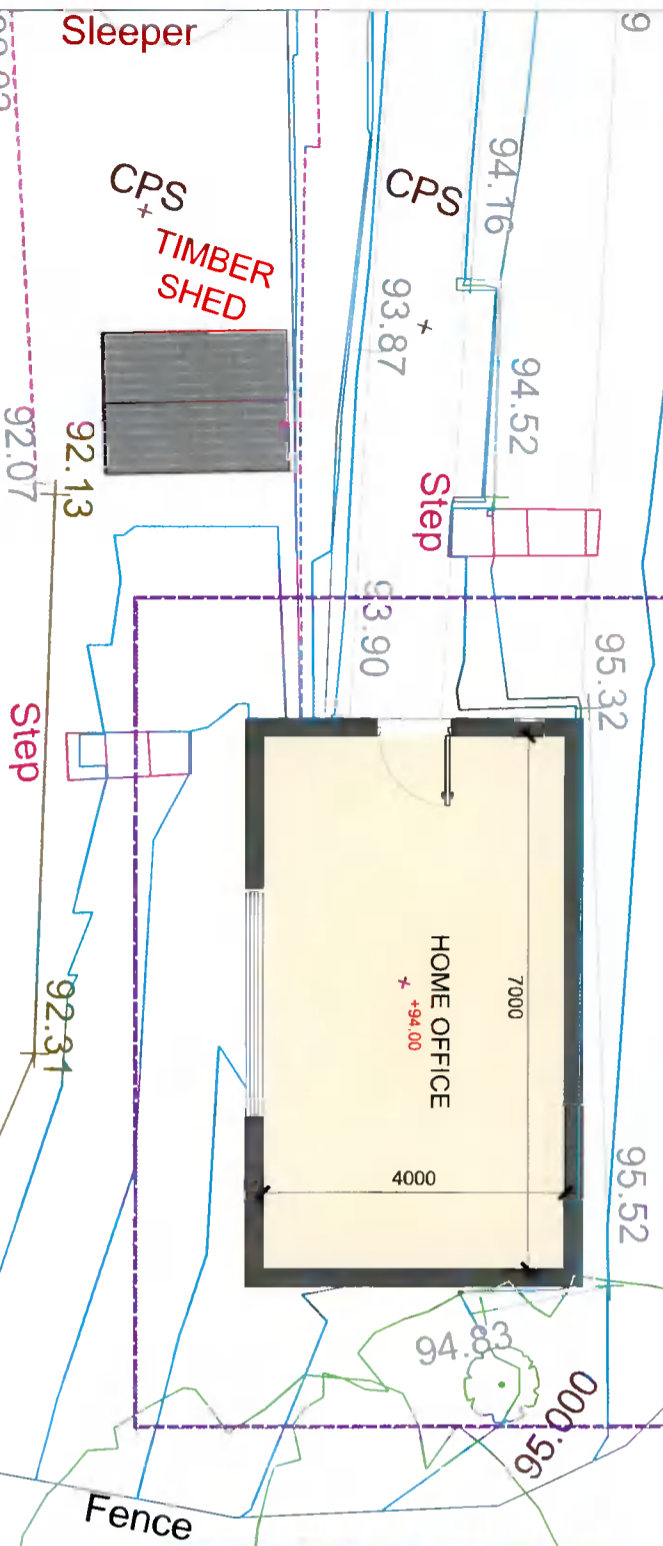 Sleeper
9
CPS
TIMBER
SHED
CPS
94.16
93.87
94.52
92.13
92.07
Step
93.90
95.32
Step
HOME OFFICE
+94.00
7000
4000
92.31
95.52
94.83
95.000
Fence